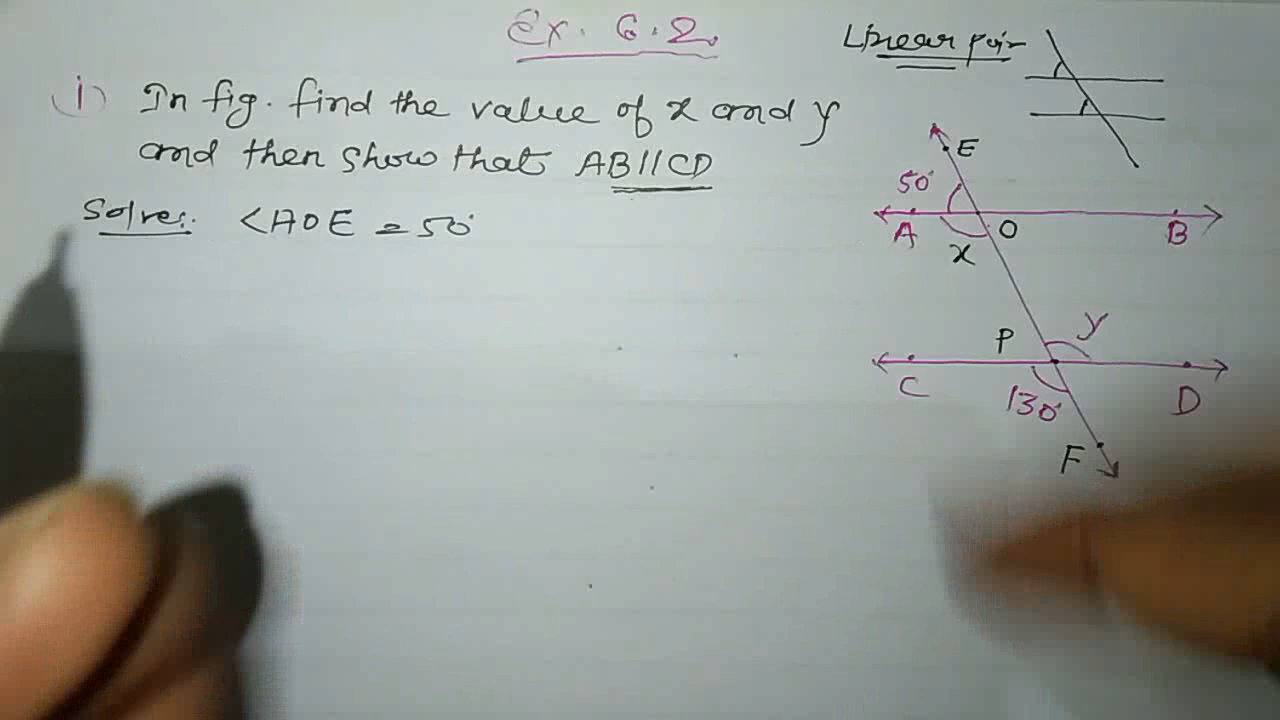 Ex. 6.2.
Linear pair
(1) In fig. find the value of x and y
and then show that AB//CD
Solve:. <AOE = 50°
E
50°
A
O
B
x
P
y
C
130°
D
F